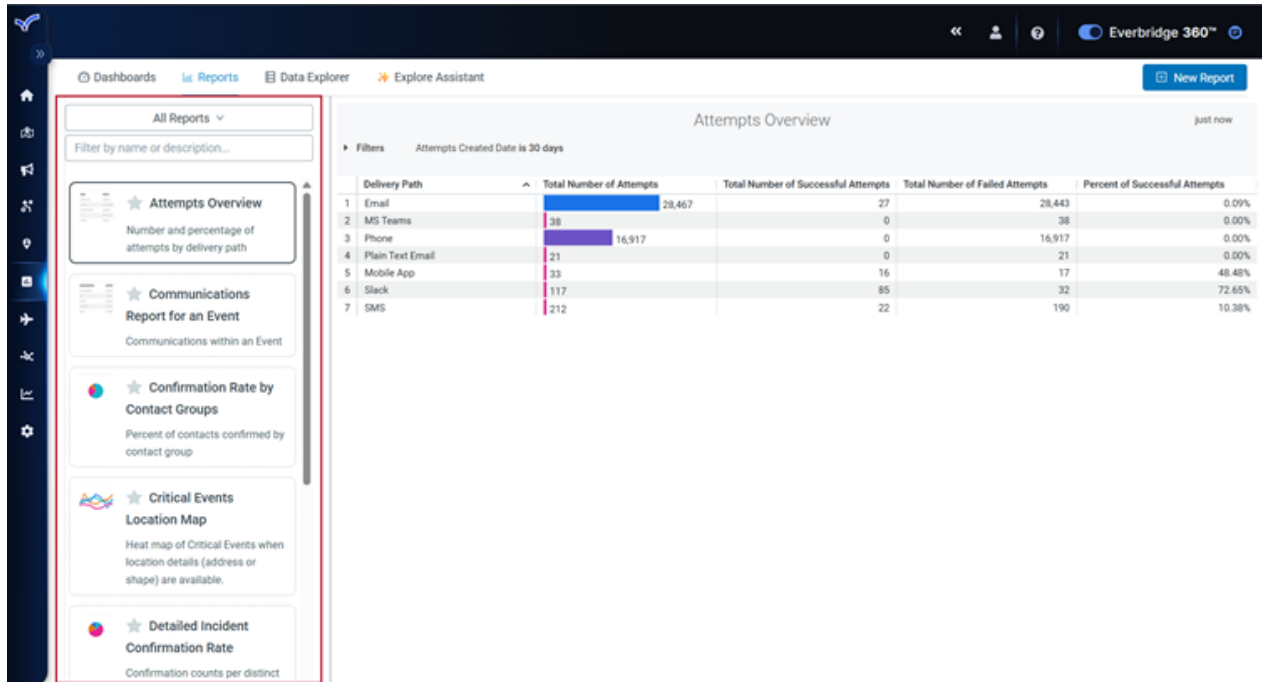 Everbridge 360™
Dashboards Reports Data Explorer Explore Assistant New Report
All Reports
Filter by name or description...
Attempts Overview
Number and percentage of
attempts by delivery path
Communications
Report for an Event
Communications within an Event
Confirmation Rate by
Contact Groups
Percent of contacts confirmed by
contact group
Critical Events
Location Map
Heat map of Critical Events when
location details (address or
shape) are available.
Detailed Incident
Confirmation Rate
Confirmation counts per distinct
Attempts Overview just now
Filters Attempts Created Date is 30 days
Delivery Path Total Number of Attempts Total Number of Successful Attempts Total Number of Failed Attempts Percent of Successful Attempts
1 Email 28,467 27 28,443 0.09%
2 MS Teams 38 0 38 0.00%
3 Phone 16,917 0 16,917 0.00%
4 Plain Text Email 21 0 21 0.00%
5 Mobile App 33 16 17 48.48%
6 Slack 117 85 32 72.65%
7 SMS 212 22 190 10.38%